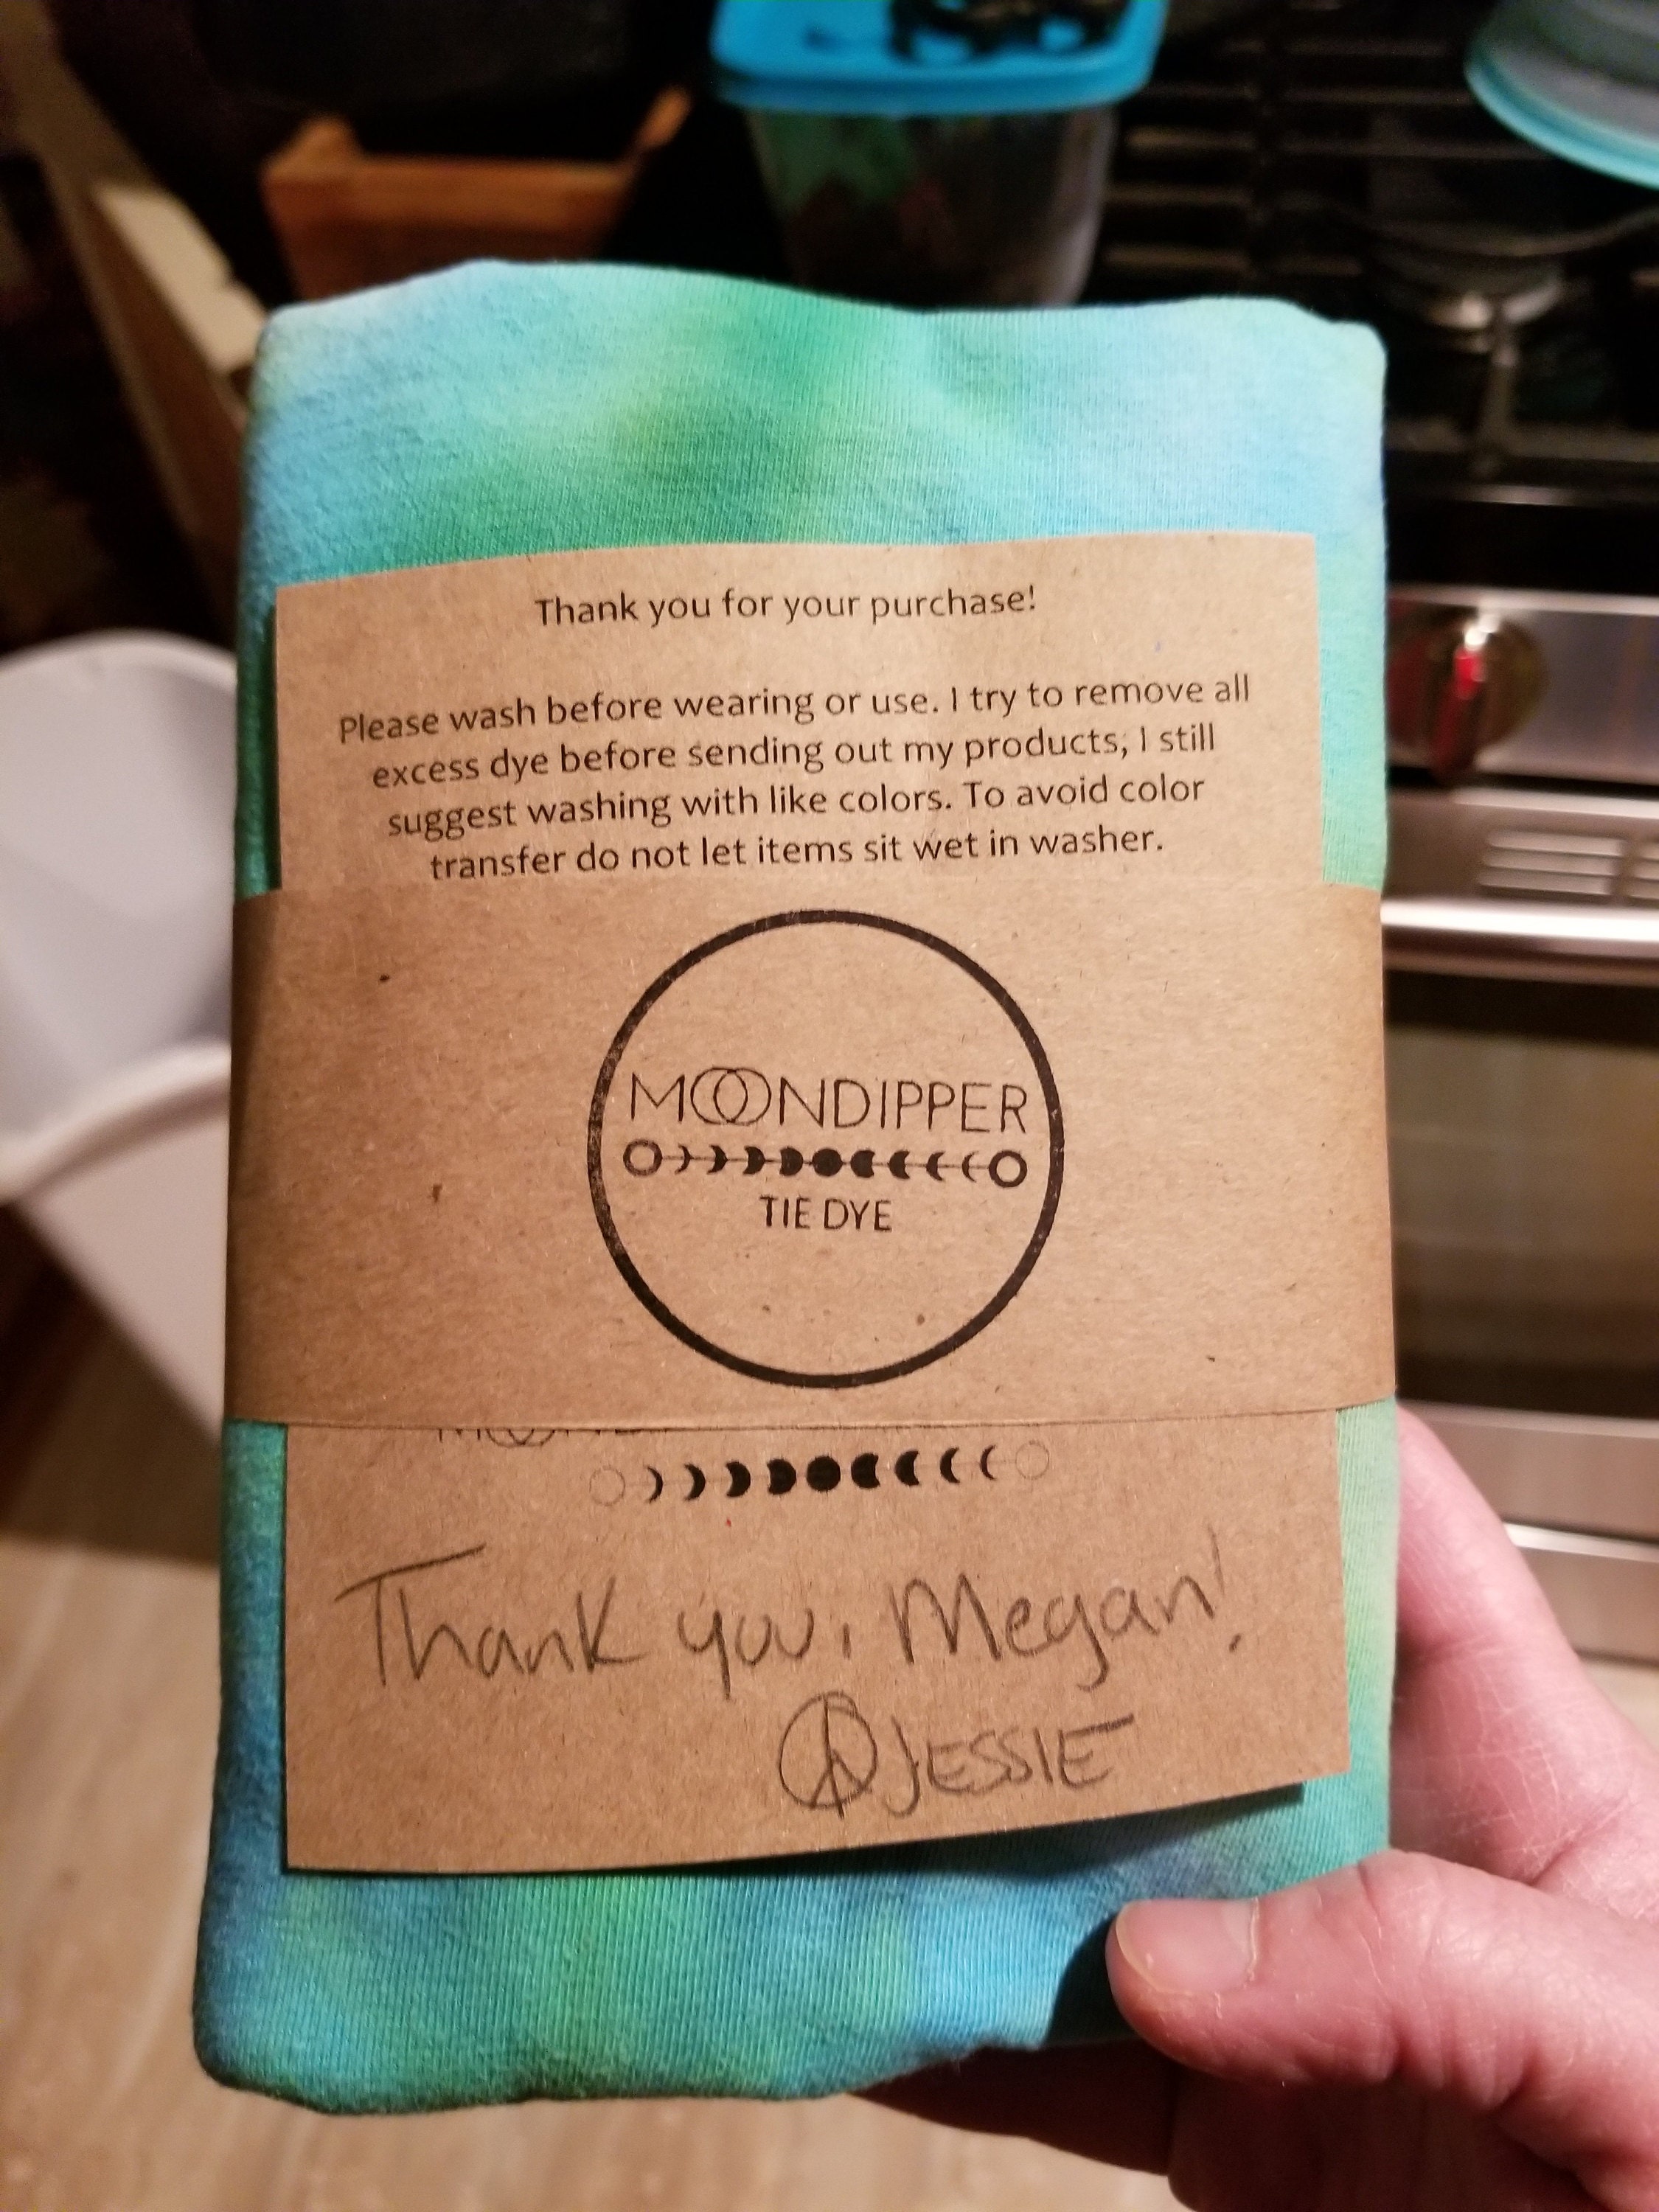 Thank you for your purchase!
Please wash before wearing or use. I try to remove all
excess dye before sending out my products, I still
suggest washing with like colors. To avoid color
transfer do not let items sit wet in washer.
MOONDIPPER
TIE DYE
Thank you, Megan!
JESSIE